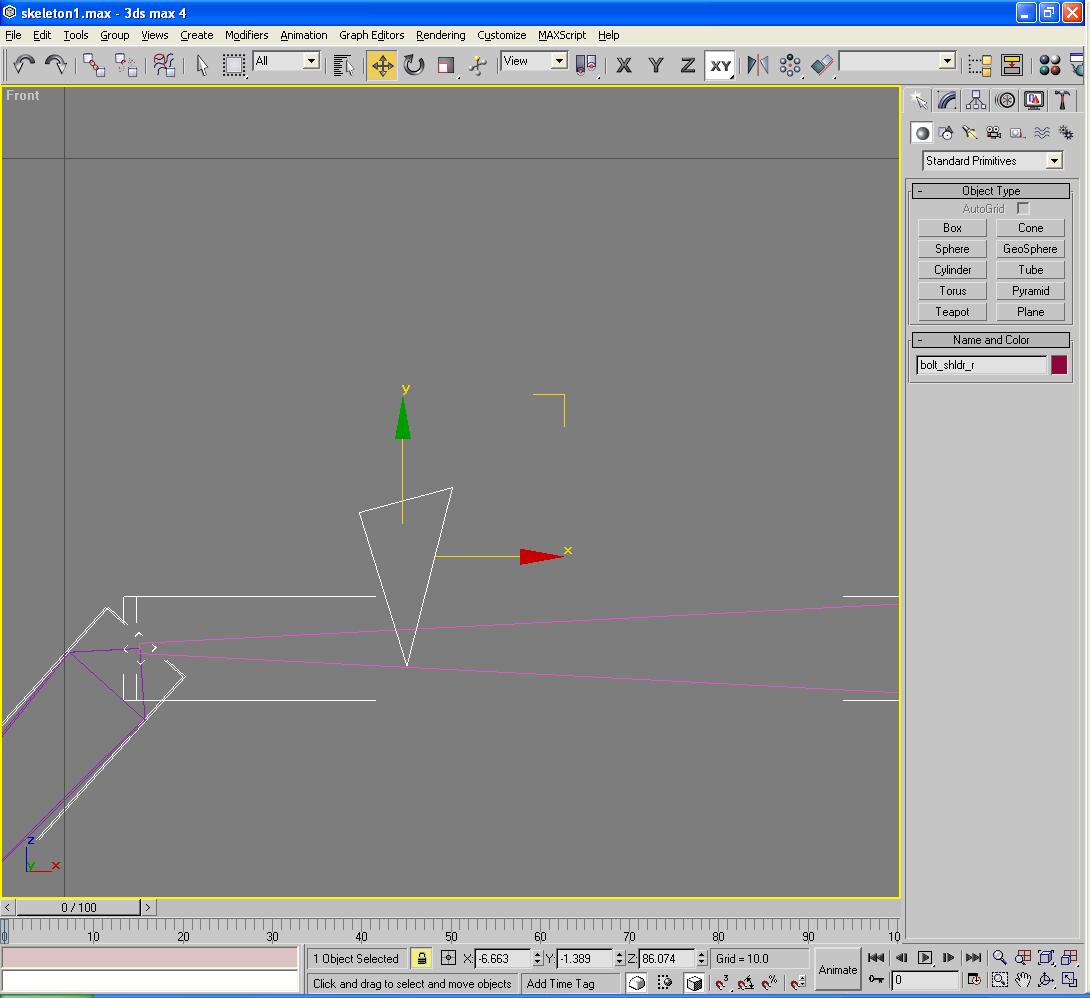 skeleton1.max - 3ds max 4
File Edit Tools Group Views Create Modifiers Animation Graph Editors Rendering Customize MAXScript Help
All View X Y Z XY
Front
Standard Primitives
- Object Type
AutoGrid
Box Cone
Sphere GeoSphere
Cylinder Tube
Torus Pyramid
Teapot Plane
- Name and Color
bolt_shldr_r
y
x
z
y x
< 0 / 100 >
0 10 20 30 40 50 60 70 80 90 10
1 Object Selected X: -6.663 Y: -1.389 Z: 86.074 Grid = 10.0
Animate
Click and drag to select and move objects Add Time Tag 3 % 0